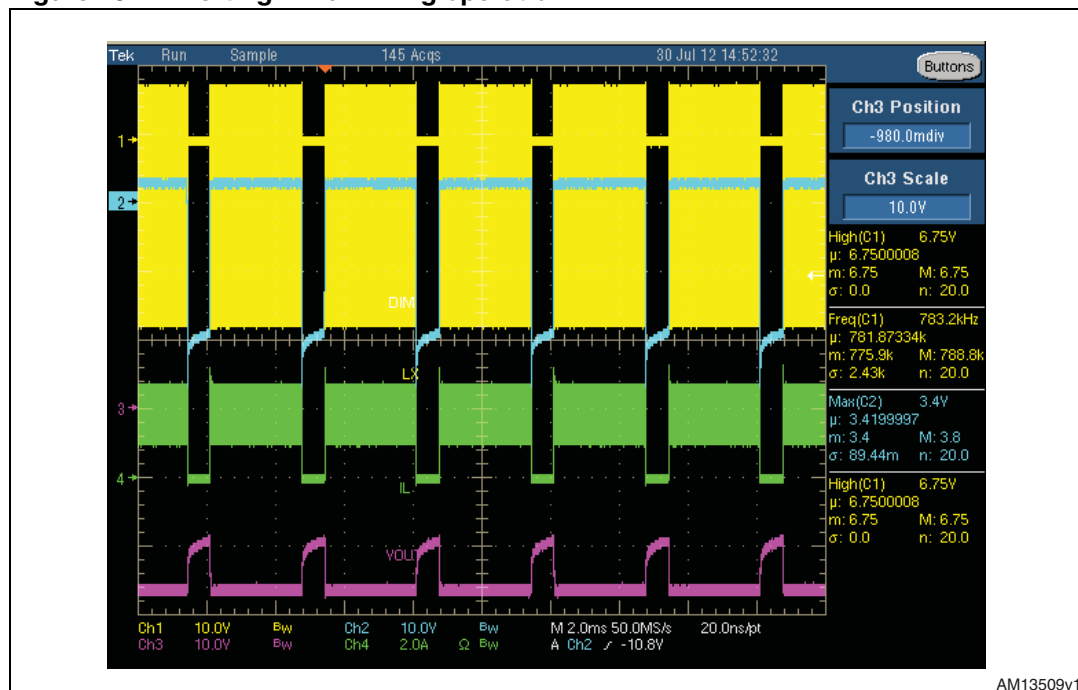 Tek Run Sample 145 Acqs 30 Jul 12 14:52:32
Buttons
Ch3 Position
-980.0mdiv
Ch3 Scale
10.0V
High(C1) 6.75V
µ: 6.7500008
m: 6.75 M: 6.75
σ: 0.0 n: 20.0
Freq(C1) 783.2kHz
µ: 781.87334k
m: 775.9k M: 788.8k
σ: 2.43k n: 20.0
Max(C2) 3.4V
µ: 3.4199997
m: 3.4 M: 3.8
σ: 89.44m n: 20.0
High(C1) 6.75V
µ: 6.7500008
m: 6.75 M: 6.75
σ: 0.0 n: 20.0
1
2
DIM
LX
3
4
IL
VOUT
Ch1 10.0V Bw Ch2 10.0V Bw M 2.0ms 50.0MS/s 20.0ns/pt
Ch3 10.0V Bw Ch4 2.0A Ω Bw A Ch2 ∕ -10.8V
AM13509v1